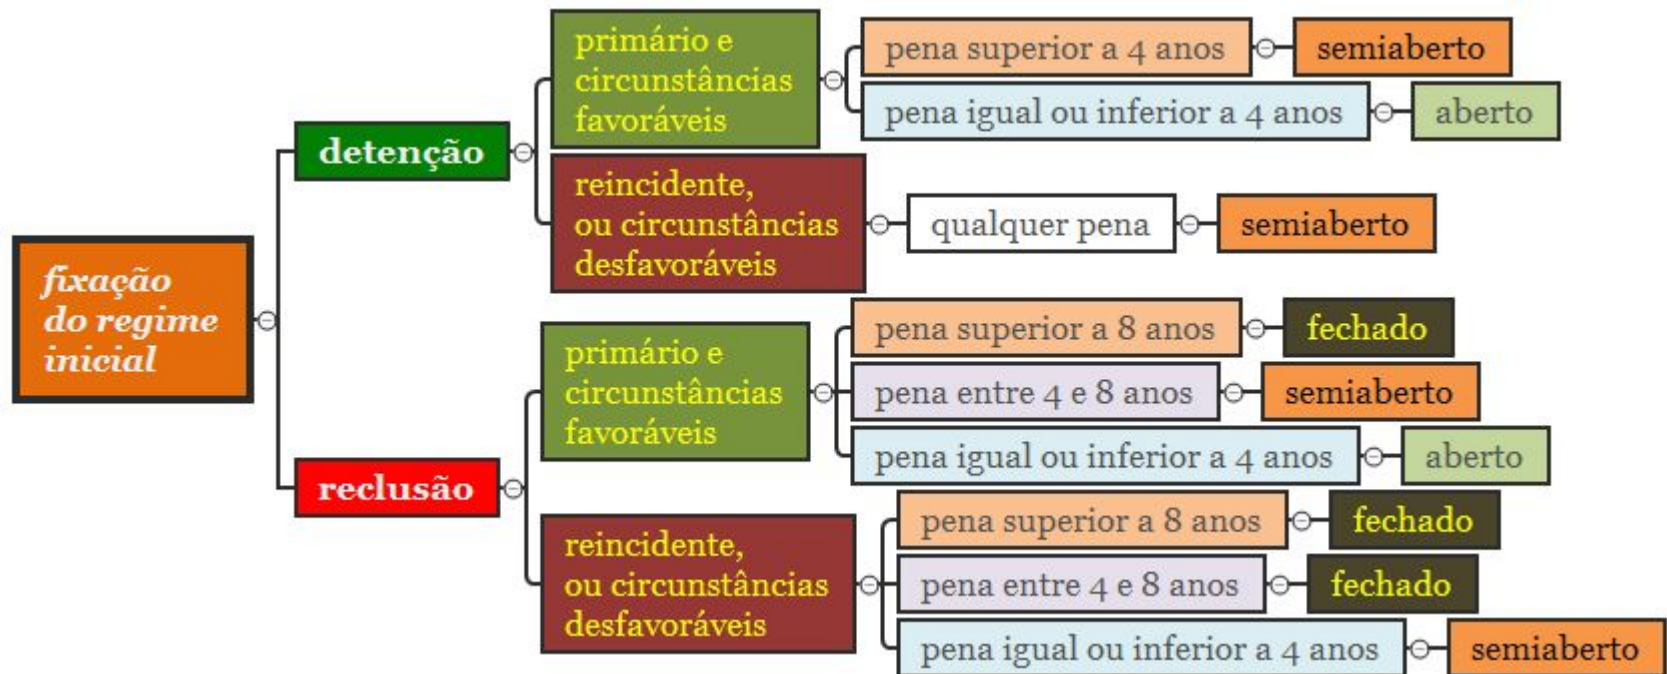 fixação
do regime
inicial
detenção
primário e
circunstâncias
favoráveis
pena superior a 4 anos
semiaberto
pena igual ou inferior a 4 anos
aberto
reincidente,
ou circunstâncias
desfavoráveis
qualquer pena
semiaberto
reclusão
primário e
circunstâncias
favoráveis
pena superior a 8 anos
fechado
pena entre 4 e 8 anos
semiaberto
pena igual ou inferior a 4 anos
aberto
reincidente,
ou circunstâncias
desfavoráveis
pena superior a 8 anos
fechado
pena entre 4 e 8 anos
fechado
pena igual ou inferior a 4 anos
semiaberto